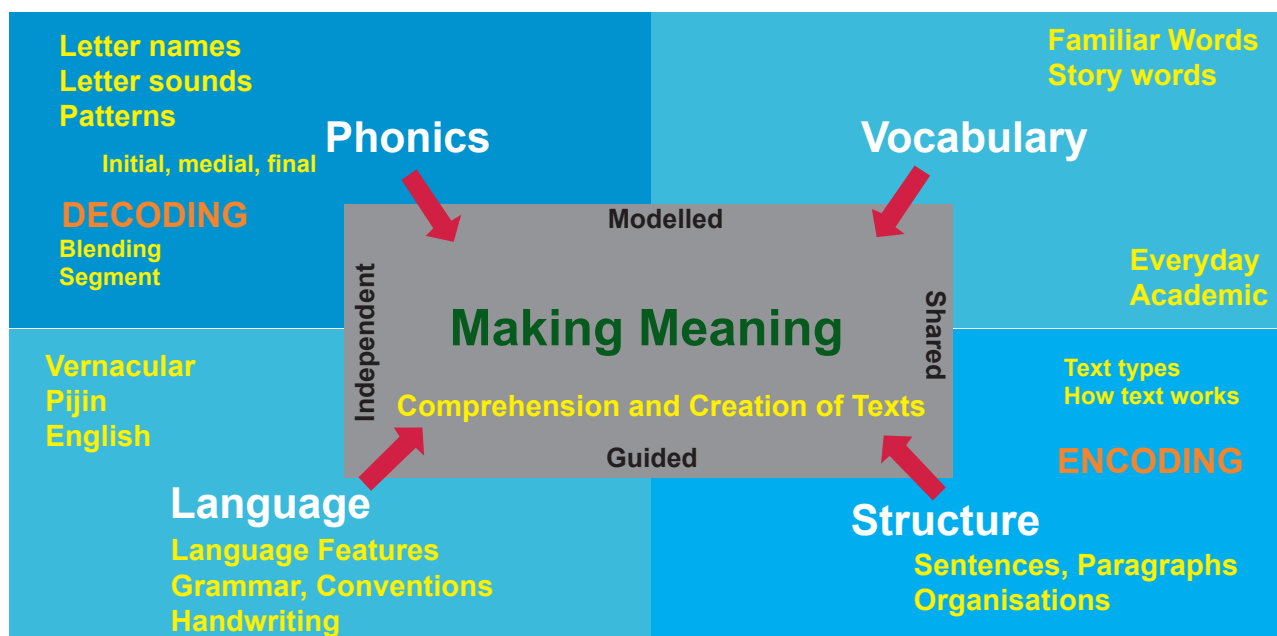 Letter names
Letter sounds
Patterns
Phonics
Initial, medial, final
DECODING
Blending
Segment
Familiar Words
Story words
Vocabulary
Everyday
Academic
Modelled
Independent
Making Meaning
Shared
Comprehension and Creation of Texts
Guided
Vernacular
Pijin
English
Language
Language Features
Grammar, Conventions
Handwriting
Text types
How text works
ENCODING
Structure
Sentences, Paragraphs
Organisations